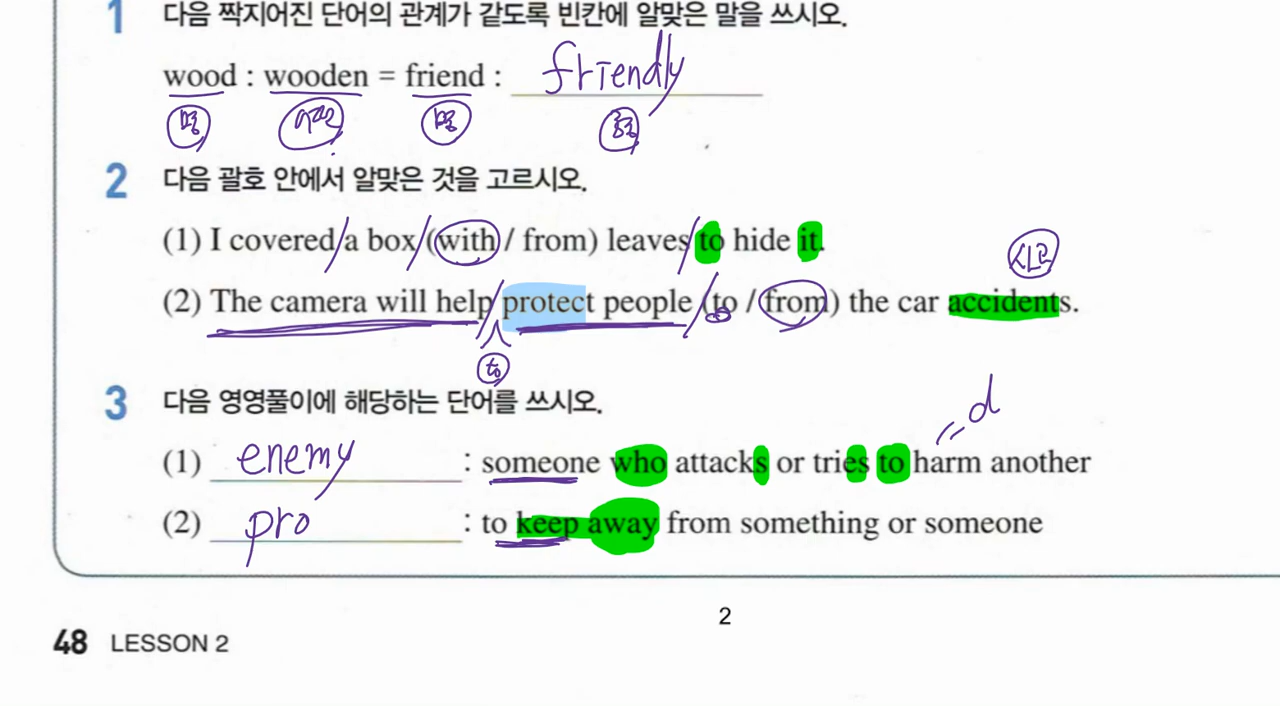 1 다음 짝지어진 단어의 관계가 같도록 빈칸에 알맞은 말을 쓰시오.
wood : wooden = friend : friendly
명 명 형
2 다음 괄호 안에서 알맞은 것을 고르시오.
(1) I covered / a box / (with / from) leaves / to hide it.
사고
(2) The camera will help / protect people / (to / from) the car accidents.
to
3 다음 영영풀이에 해당하는 단어를 쓰시오.
d
(1) enemy : someone who attacks or tries to harm another
(2) pro : to keep away from something or someone
2
48 LESSON 2